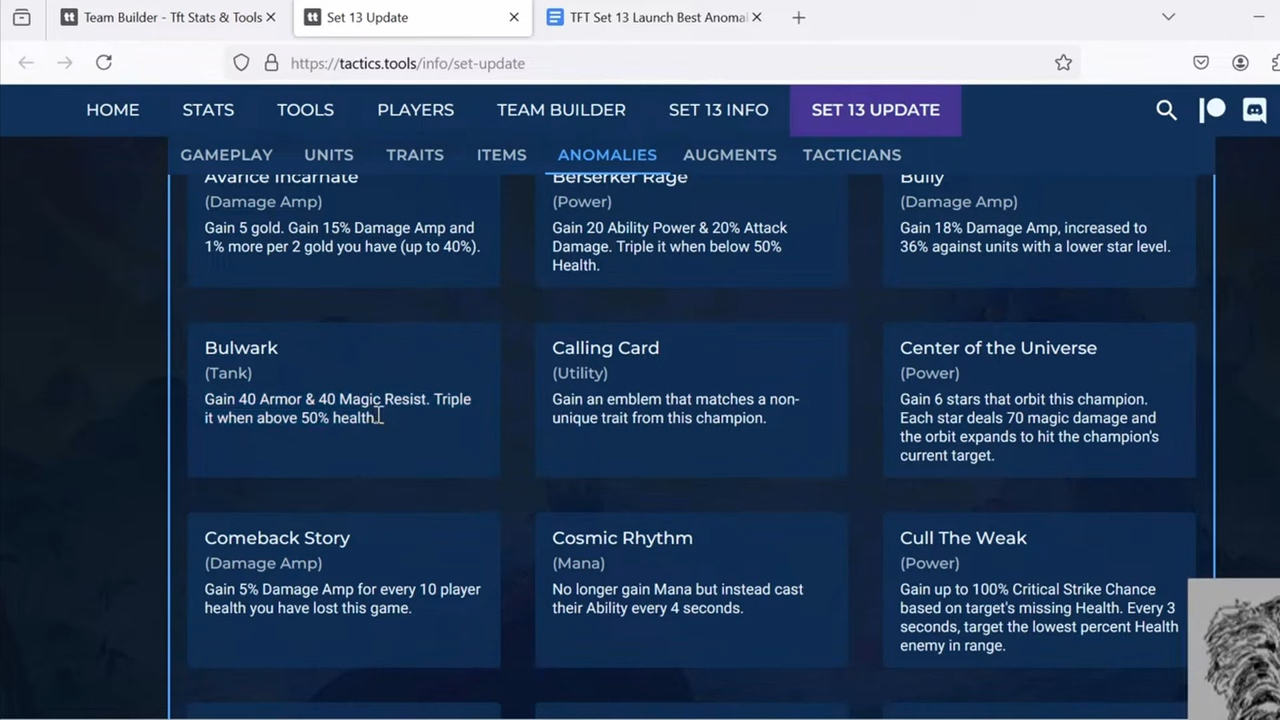 Team Builder - Tft Stats & Tools
Set 13 Update
TFT Set 13 Launch Best Anomal
https://tactics.tools/info/set-update
HOME
STATS
TOOLS
PLAYERS
TEAM BUILDER
SET 13 INFO
SET 13 UPDATE
GAMEPLAY
UNITS
TRAITS
ITEMS
ANOMALIES
AUGMENTS
TACTICIANS
Avarice Incarnate
(Damage Amp)
Gain 5 gold. Gain 15% Damage Amp and
1% more per 2 gold you have (up to 40%).
Berserker Rage
(Power)
Gain 20 Ability Power & 20% Attack
Damage. Triple it when below 50%
Health.
Bully
(Damage Amp)
Gain 18% Damage Amp, increased to
36% against units with a lower star level.
Bulwark
(Tank)
Gain 40 Armor & 40 Magic Resist. Triple
it when above 50% health.
Calling Card
(Utility)
Gain an emblem that matches a non-
unique trait from this champion.
Center of the Universe
(Power)
Gain 6 stars that orbit this champion.
Each star deals 70 magic damage and
the orbit expands to hit the champion's
current target.
Comeback Story
(Damage Amp)
Gain 5% Damage Amp for every 10 player
health you have lost this game.
Cosmic Rhythm
(Mana)
No longer gain Mana but instead cast
their Ability every 4 seconds.
Cull The Weak
(Power)
Gain up to 100% Critical Strike Chance
based on target's missing Health. Every 3
seconds, target the lowest percent Health
enemy in range.